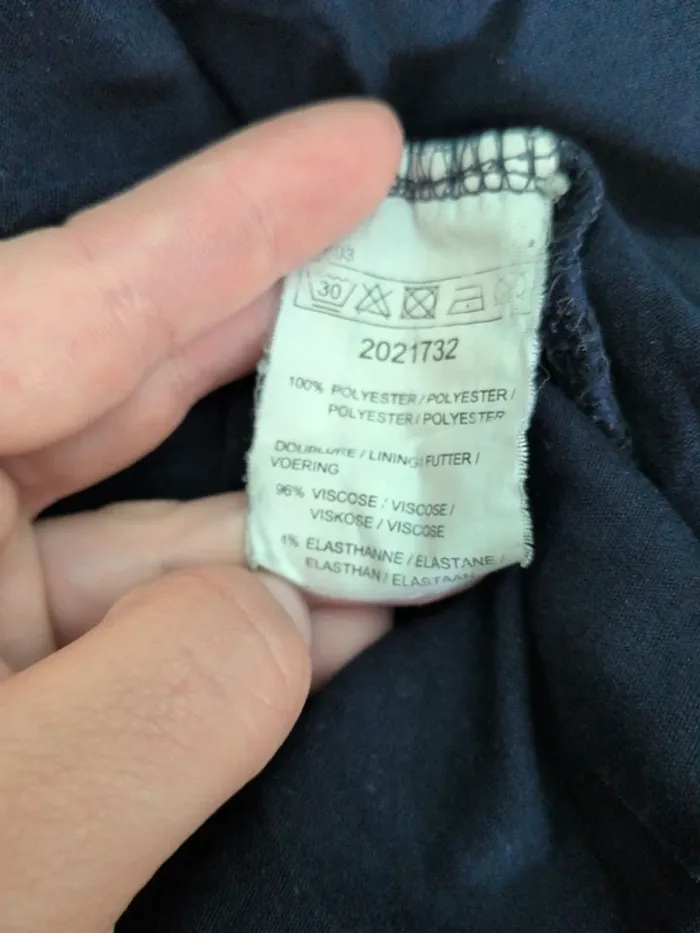 30
2021732
100% POLYESTER / POLYESTER /
POLYESTER / POLYESTER
DOUBLURE / LINING / FUTTER /
VOERING
96% VISCOSE / VISCOSE /
VISKOSE / VISCOSE
4% ELASTHANNE / ELASTANE /
ELASTHAN / ELASTAAN